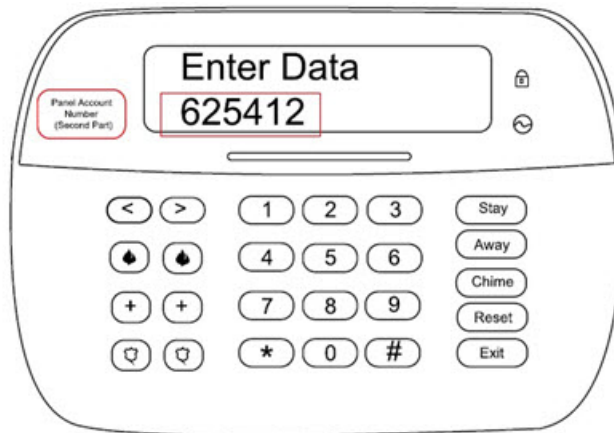 Enter Data
625412
Panel Account
Number
(Second Part)
< > 1 2 3 Stay
4 5 6 Away
Chime
+ + 7 8 9
Reset
* 0 # Exit